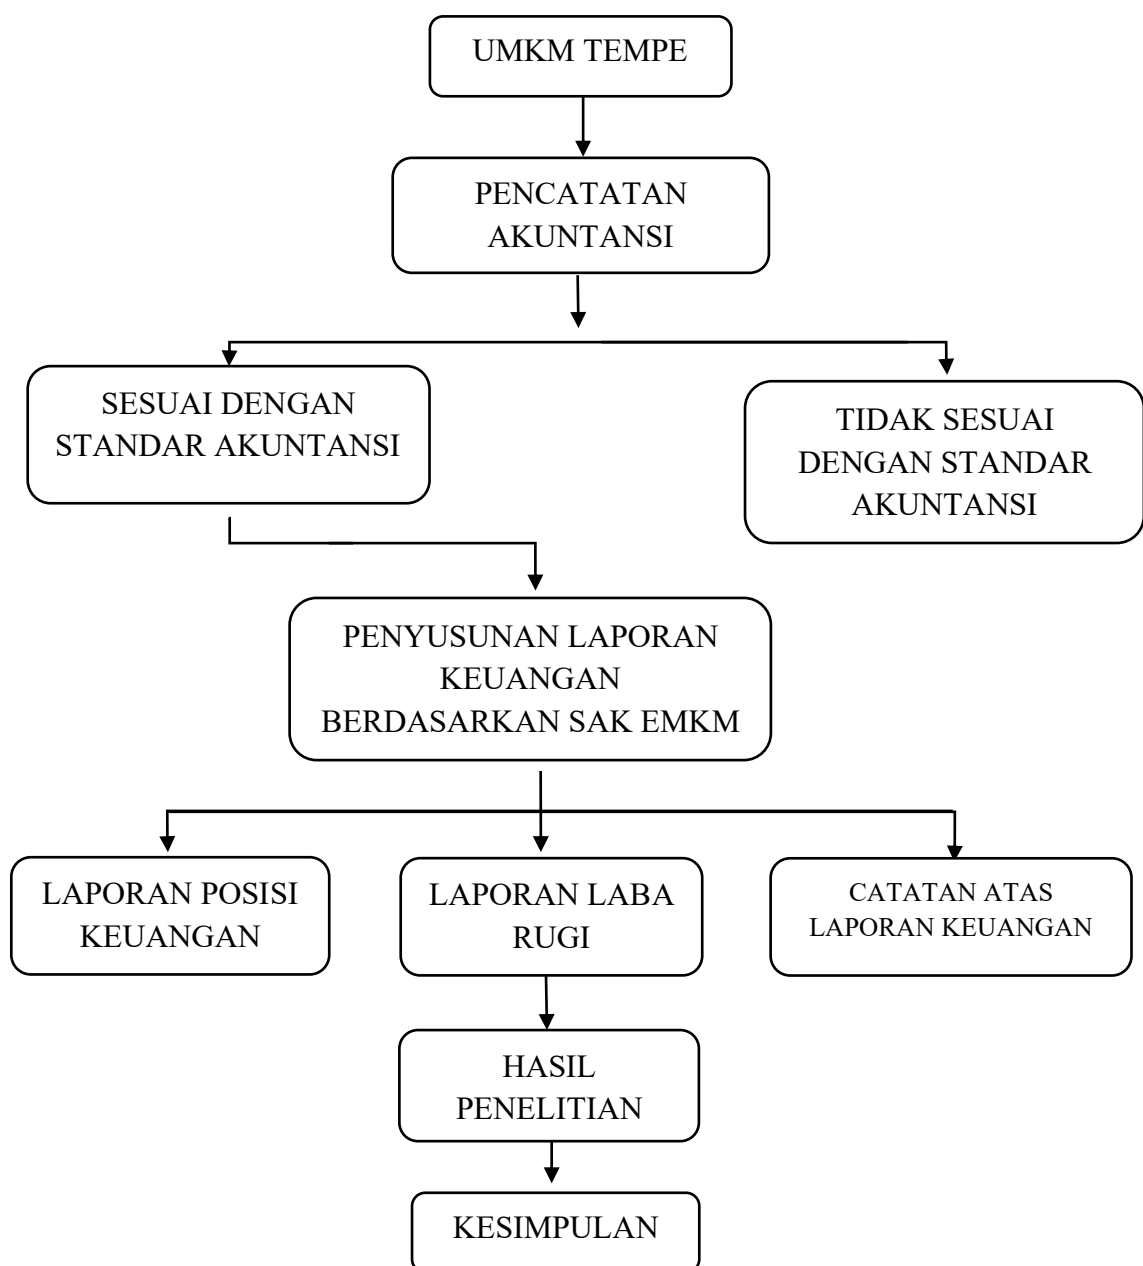 UMKM TEMPE
PENCATATAN
AKUNTANSI
SESUAI DENGAN
STANDAR AKUNTANSI
TIDAK SESUAI
DENGAN STANDAR
AKUNTANSI
PENYUSUNAN LAPORAN
KEUANGAN
BERDASARKAN SAK EMKM
LAPORAN POSISI
KEUANGAN
LAPORAN LABA
RUGI
CATATAN ATAS
LAPORAN KEUANGAN
HASIL
PENELITIAN
KESIMPULAN